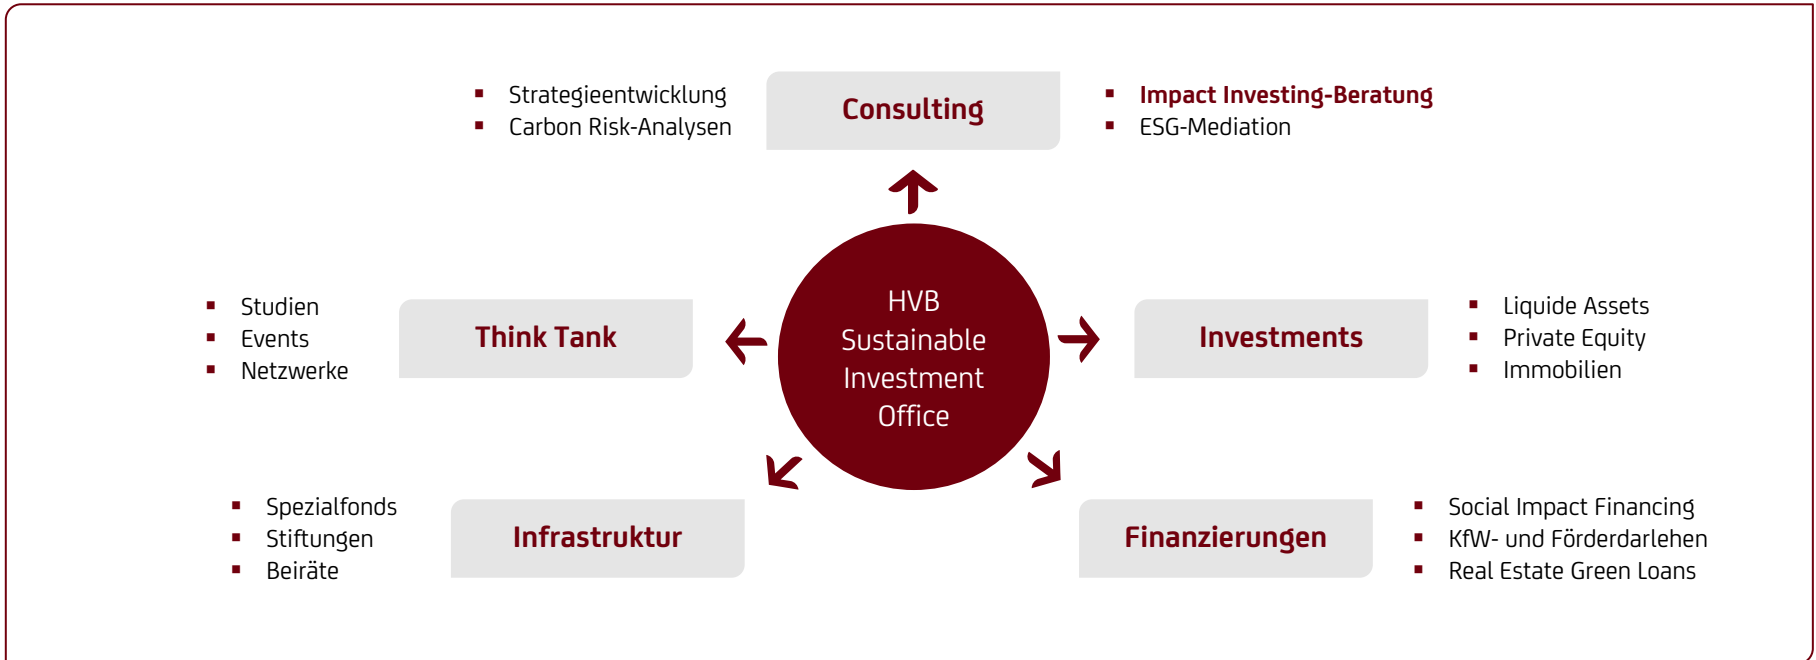 Strategieentwicklung
Carbon Risk-Analysen
Consulting
Impact Investing-Beratung
ESG-Mediation
Studien
Events
Netzwerke
Think Tank
HVB
Sustainable
Investment
Office
Investments
Liquide Assets
Private Equity
Immobilien
Spezialfonds
Stiftungen
Beiräte
Infrastruktur
Finanzierungen
Social Impact Financing
KfW- und Förderdarlehen
Real Estate Green Loans